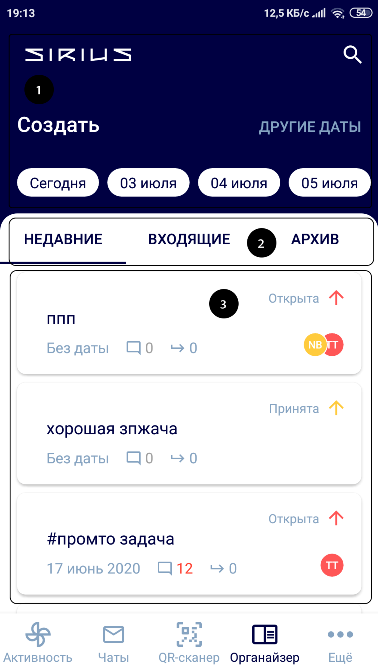 19:13 12,5 КБ/с 54
SIRIUS
1
Создать ДРУГИЕ ДАТЫ
Сегодня 03 июля 04 июля 05 июля
НЕДАВНИЕ ВХОДЯЩИЕ 2 АРХИВ
3 Открыта
ппп
Без даты 0 0 NB TT
Принята
хорошая зпжача
Без даты 0 0
Открыта
#промто задача
17 июнь 2020 12 0 TT
Активность Чаты QR-сканер Органайзер Ещё